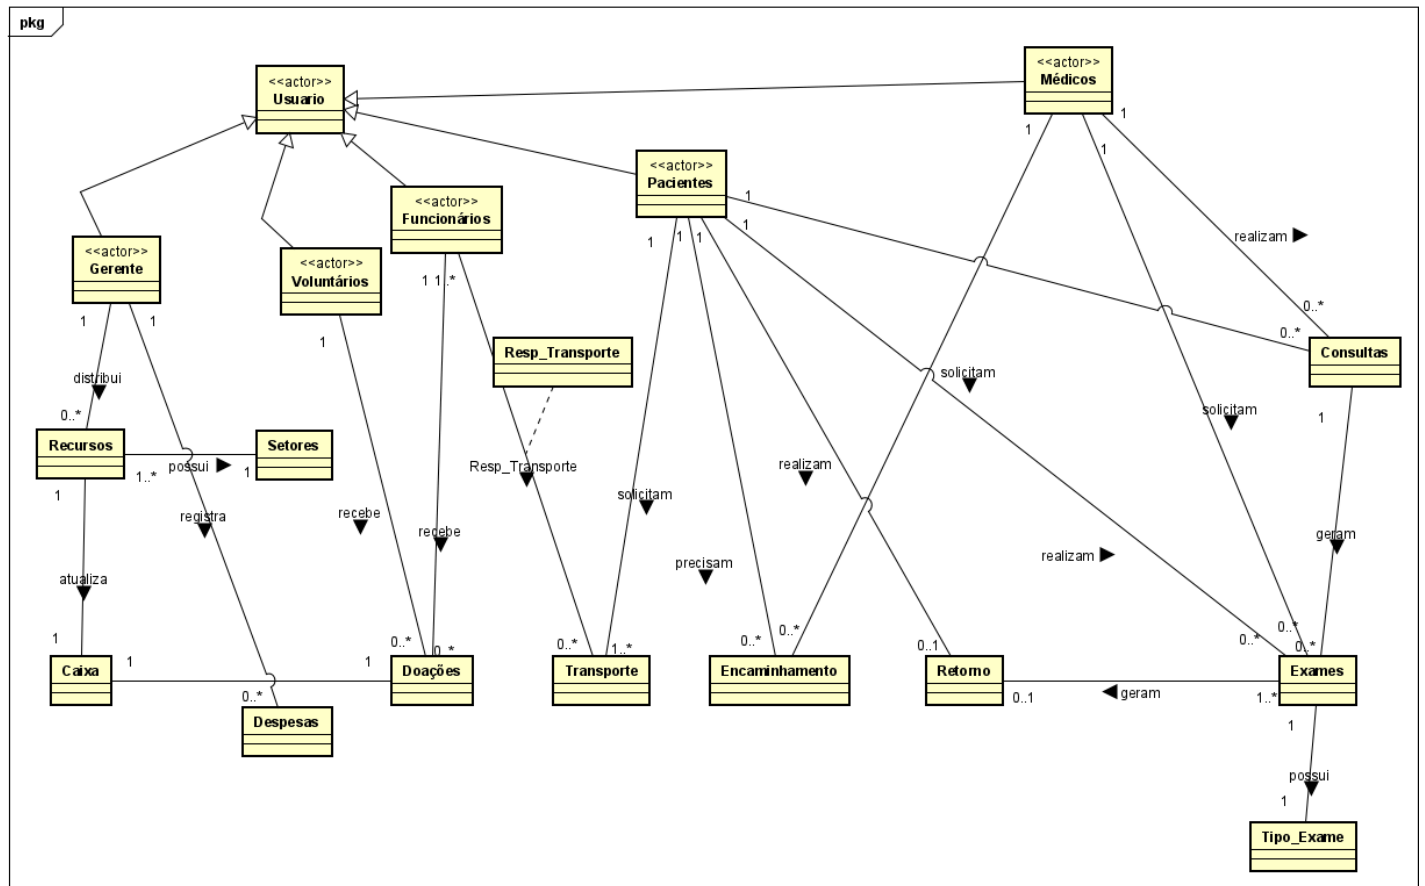 pkg
<<actor>>
Médicos
<<actor>>
Usuario
1
1
1
<<actor>>
Pacientes
<<actor>>
Funcionários
1
1
1
1
1
<<actor>>
Gerente
<<actor>>
Voluntários
realizam
1
1..*
0..*
1
1
1
0..*
Resp_Transporte
Consultas
distribui
solicitam
0..*
solicitam
1
Recursos
Setores
possui
1..*
1
Resp_Transporte
realizam
1
solicitam
registra
recebe
recebe
geram
atualiza
precisam
realizam
1
1
1
0..*
0..*
0..*
1..*
0..*
0..*
0..1
0..*
0..*
0..*
Caixa
Doações
Transporte
Encaminhamento
Retorno
Exames
0..*
0..1
geram
1..*
Despesas
1
possui
1
Tipo_Exame